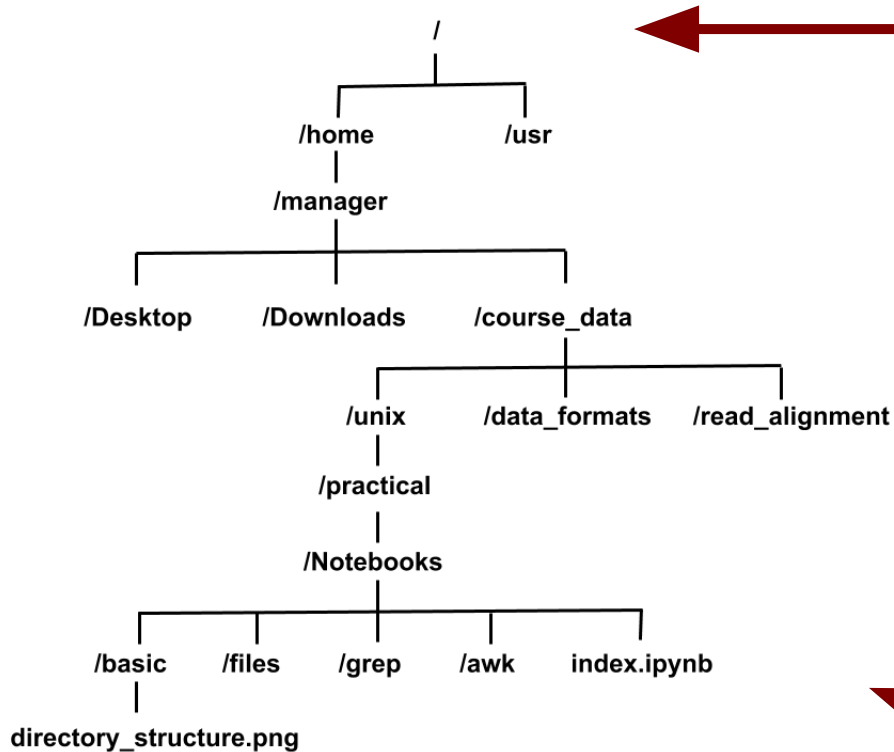 /
/home /usr
/manager
/Desktop /Downloads /course_data
/unix /data_formats /read_alignment
/practical
/Notebooks
/basic /files /grep /awk index.ipynb
directory_structure.png